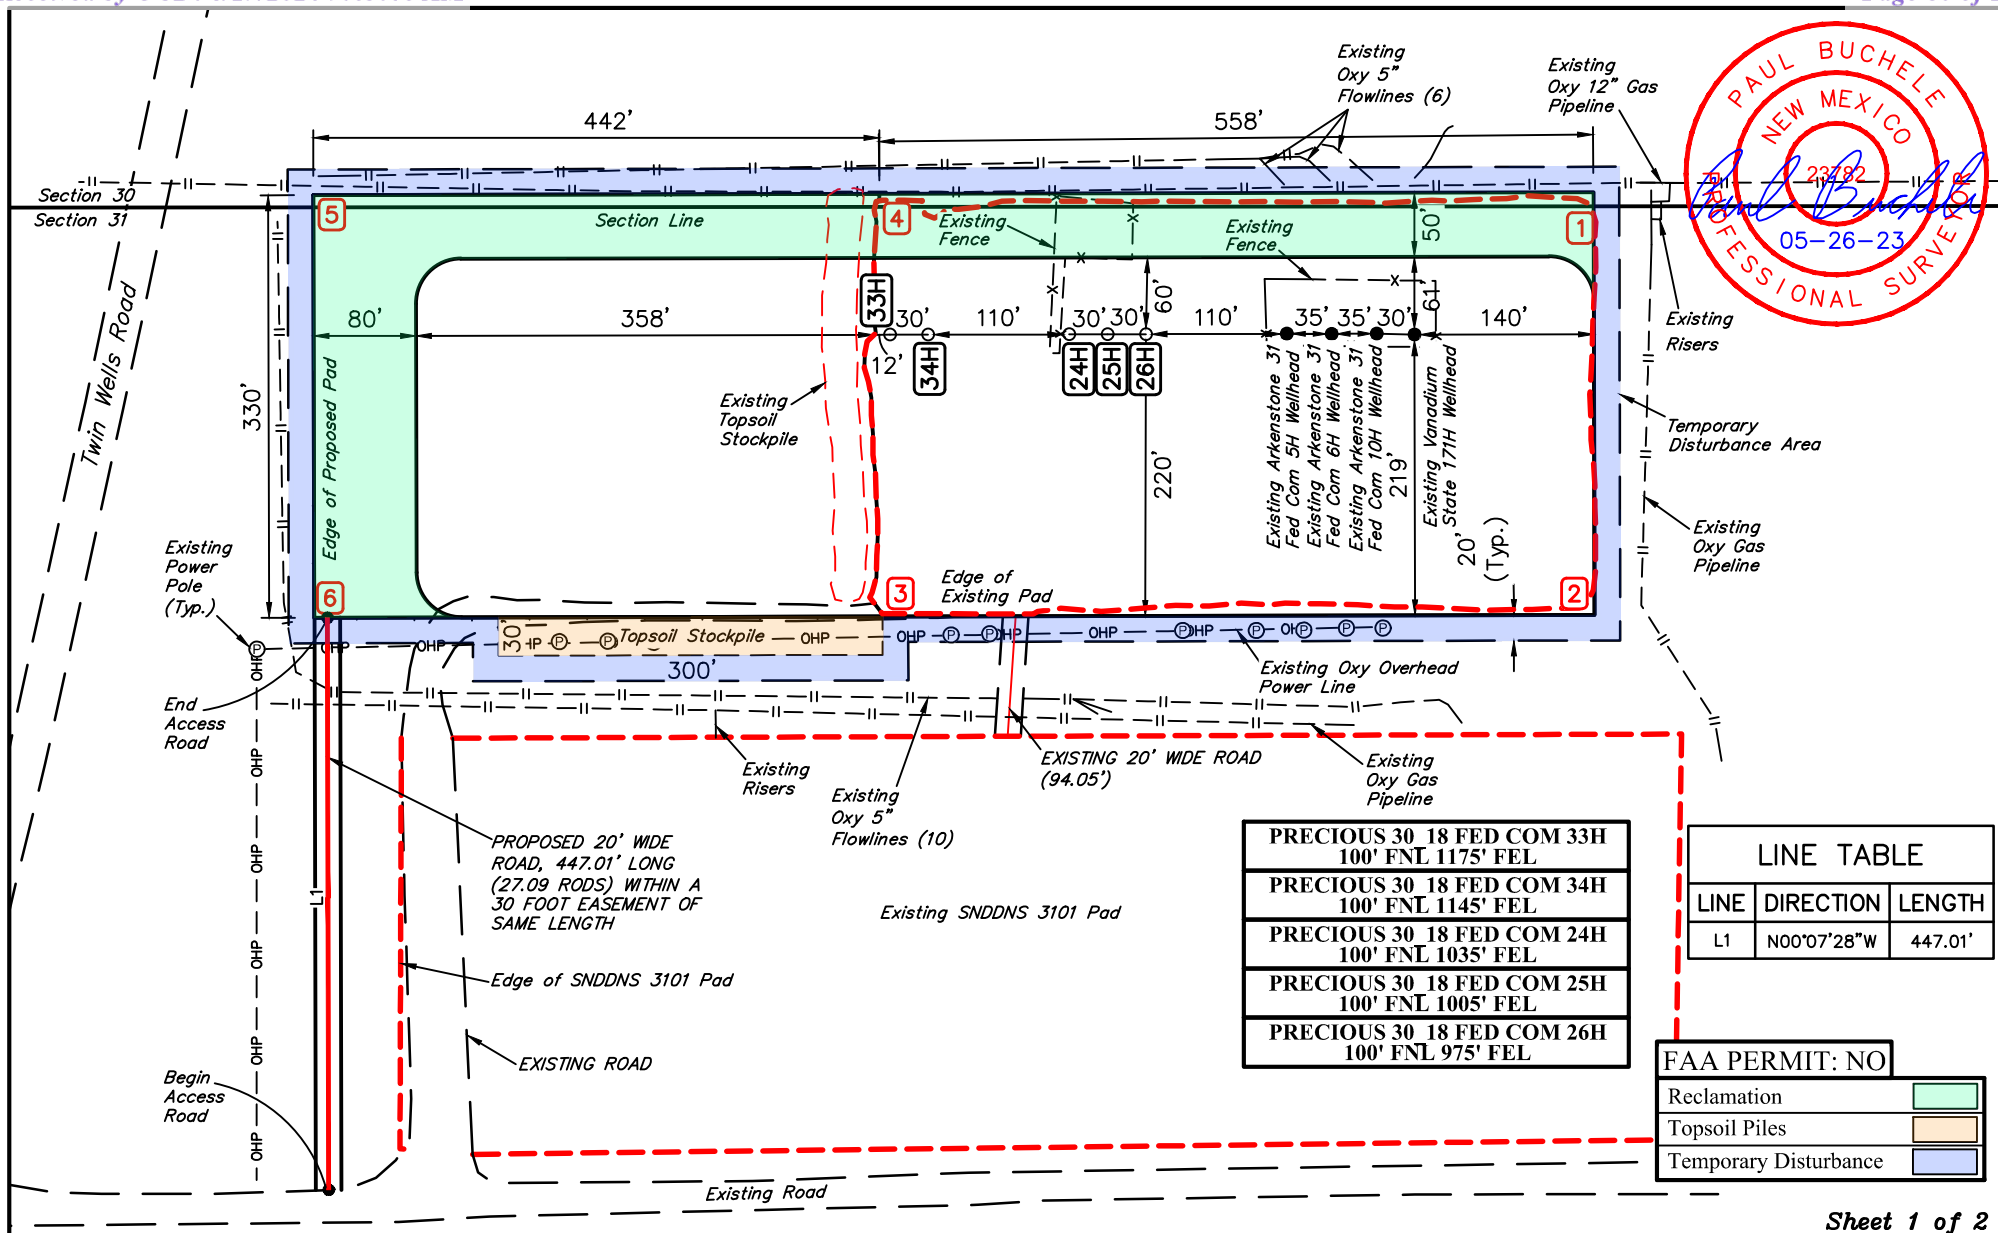 Existing
Oxy 5"
Flowlines (6)
Existing
Oxy 12" Gas
Pipeline
PAUL BUCHELE
NEW MEXICO
23782
PROFESSIONAL SURVEYOR
Paul Buchele
05-26-23
442'
558'
Section 30
Section 31
5
Section Line
4
Existing
Fence
Existing
Fence
50'
1
Twin Wells Road
330'
80'
358'
33H
30'
12'
34H
110'
30'
30'
60'
24H
25H
26H
110'
35'
35'
30'
61'
140'
Existing
Risers
Edge of Proposed Pad
Existing
Topsoil
Stockpile
220'
Existing Arkenstone 31
Fed Com 5H Wellhead
Existing Arkenstone 31
Fed Com 6H Wellhead
Existing Arkenstone 31
Fed Com 10H Wellhead
219'
Existing Vanadium
State 171H Wellhead
20'
(Typ.)
Temporary
Disturbance Area
Existing
Oxy Gas
Pipeline
Existing
Power
Pole
(Typ.)
6
3
Edge of
Existing Pad
2
30'
Topsoil Stockpile
OHP
OHP
OHP
OHP
300'
Existing Oxy Overhead
Power Line
End
Access
Road
Existing
Risers
Existing
Oxy 5"
Flowlines (10)
EXISTING 20' WIDE ROAD
(94.05')
Existing
Oxy Gas
Pipeline
OHP
OHP
OHP
OHP
OHP
OHP
L1
PROPOSED 20' WIDE
ROAD, 447.01' LONG
(27.09 RODS) WITHIN A
30 FOOT EASEMENT OF
SAME LENGTH
Existing SNDDNS 3101 Pad
Edge of SNDDNS 3101 Pad
EXISTING ROAD
Begin
Access
Road
Existing Road
PRECIOUS 30_18 FED COM 33H
100' FNL 1175' FEL
PRECIOUS 30_18 FED COM 34H
100' FNL 1145' FEL
PRECIOUS 30_18 FED COM 24H
100' FNL 1035' FEL
PRECIOUS 30_18 FED COM 25H
100' FNL 1005' FEL
PRECIOUS 30_18 FED COM 26H
100' FNL 975' FEL
LINE TABLE
LINE DIRECTION LENGTH
L1 N00°07'28"W 447.01'
FAA PERMIT: NO
Reclamation
Topsoil Piles
Temporary Disturbance
Sheet 1 of 2